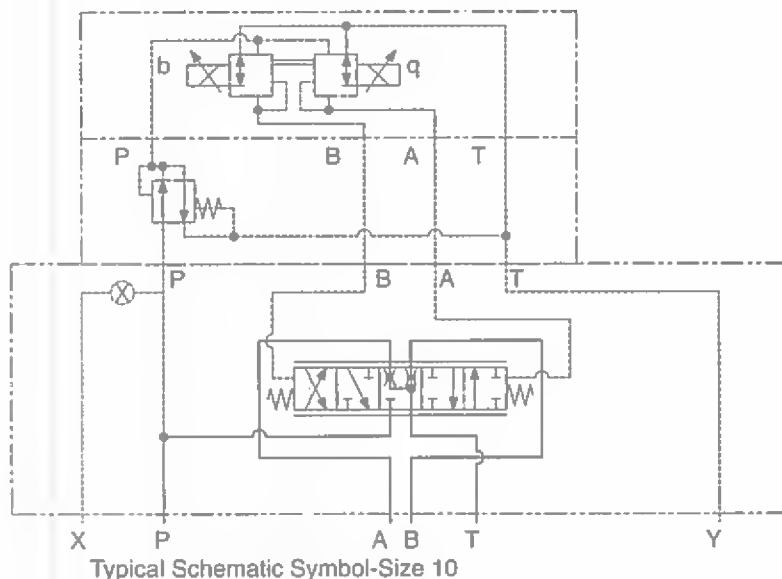 b q
P B A T
P B A T
X P A B T Y
Typical Schematic Symbol-Size 10